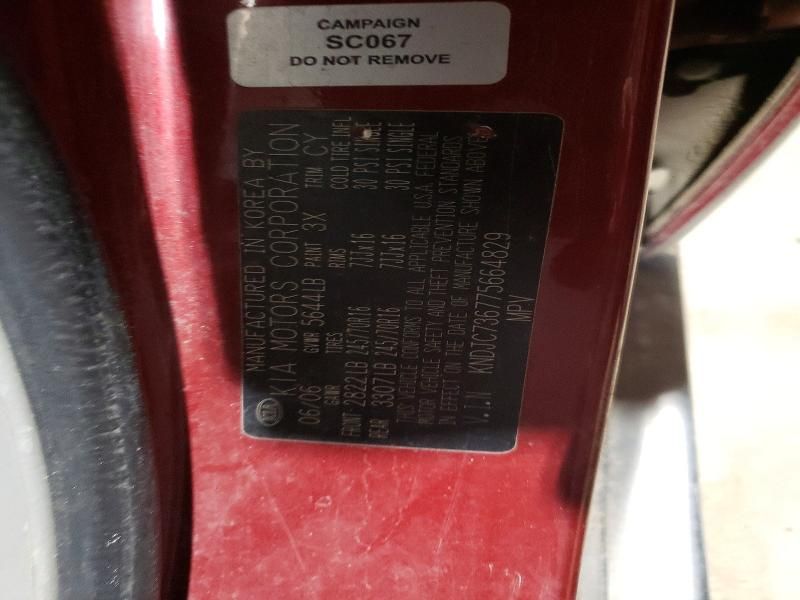 CAMPAIGN
SC067
DO NOT REMOVE
KIA
MANUFACTURED IN KOREA BY
KIA MOTORS CORPORATION
06/06 GVWR 5644LB PAINT 3X TRIM CY
GAWR TIRES RIMS COLD TIRE INFL
FRONT 2822LB 245/70R16 7JJx16 30 PSI SINGLE
REAR 3307LB 245/70R16 7JJx16 30 PSI SINGLE
THIS VEHICLE CONFORMS TO ALL APPLICABLE U.S.A FEDERAL
MOTOR VEHICLE SAFETY AND THEFT PREVENTION STANDARDS
IN EFFECT ON THE DATE OF MANUFACTURE SHOWN ABOVE
V.I.N KNDJC736775664829
MPV